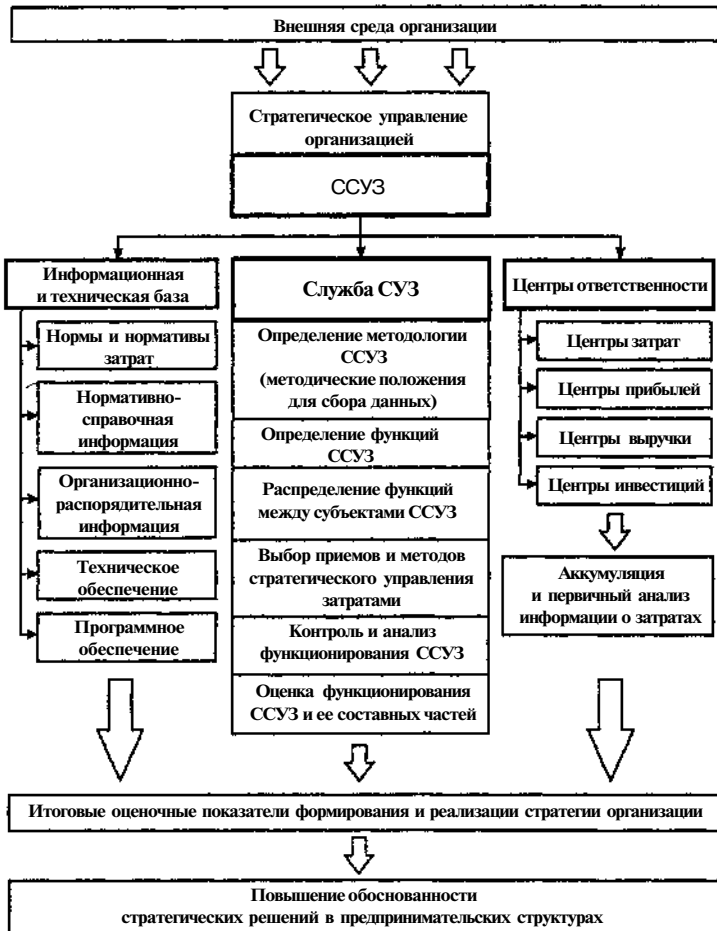 Внешняя среда организации
Стратегическое управление
организацией
ССУЗ
Информационная
и техническая база
Нормы и нормативы
затрат
Нормативно-
справочная
информация
Организационно-
распорядительная
информация
Техническое
обеспечение
Программное
обеспечение
Служба СУЗ
Определение методологии
ССУЗ
(методические положения
для сбора данных)
Определение функций
ССУЗ
Распределение функций
между субъектами ССУЗ
Выбор приемов и методов
стратегического управления
затратами
Контроль и анализ
функционирования ССУЗ
Оценка функционирования
ССУЗ и ее составных частей
Центры ответственности
Центры затрат
Центры прибылей
Центры выручки
Центры инвестиций
Аккумуляция
и первичный анализ
информации о затратах
Итоговые оценочные показатели формирования и реализации стратегии организации
Повышение обоснованности
стратегических решений в предпринимательских структурах